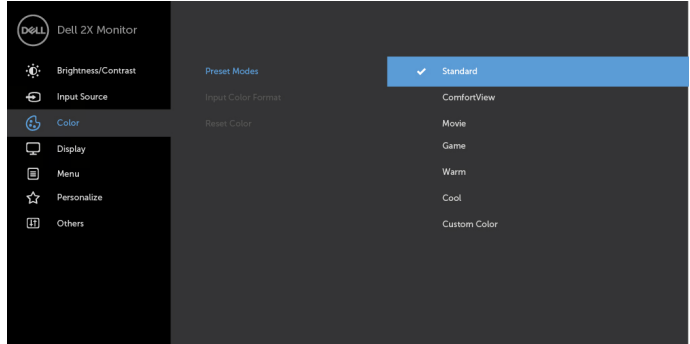 DELL Dell 2X Monitor
Brightness/Contrast
Input Source
Color
Display
Menu
Personalize
Others
Preset Modes
Input Color Format
Reset Color
Standard
ComfortView
Movie
Game
Warm
Cool
Custom Color